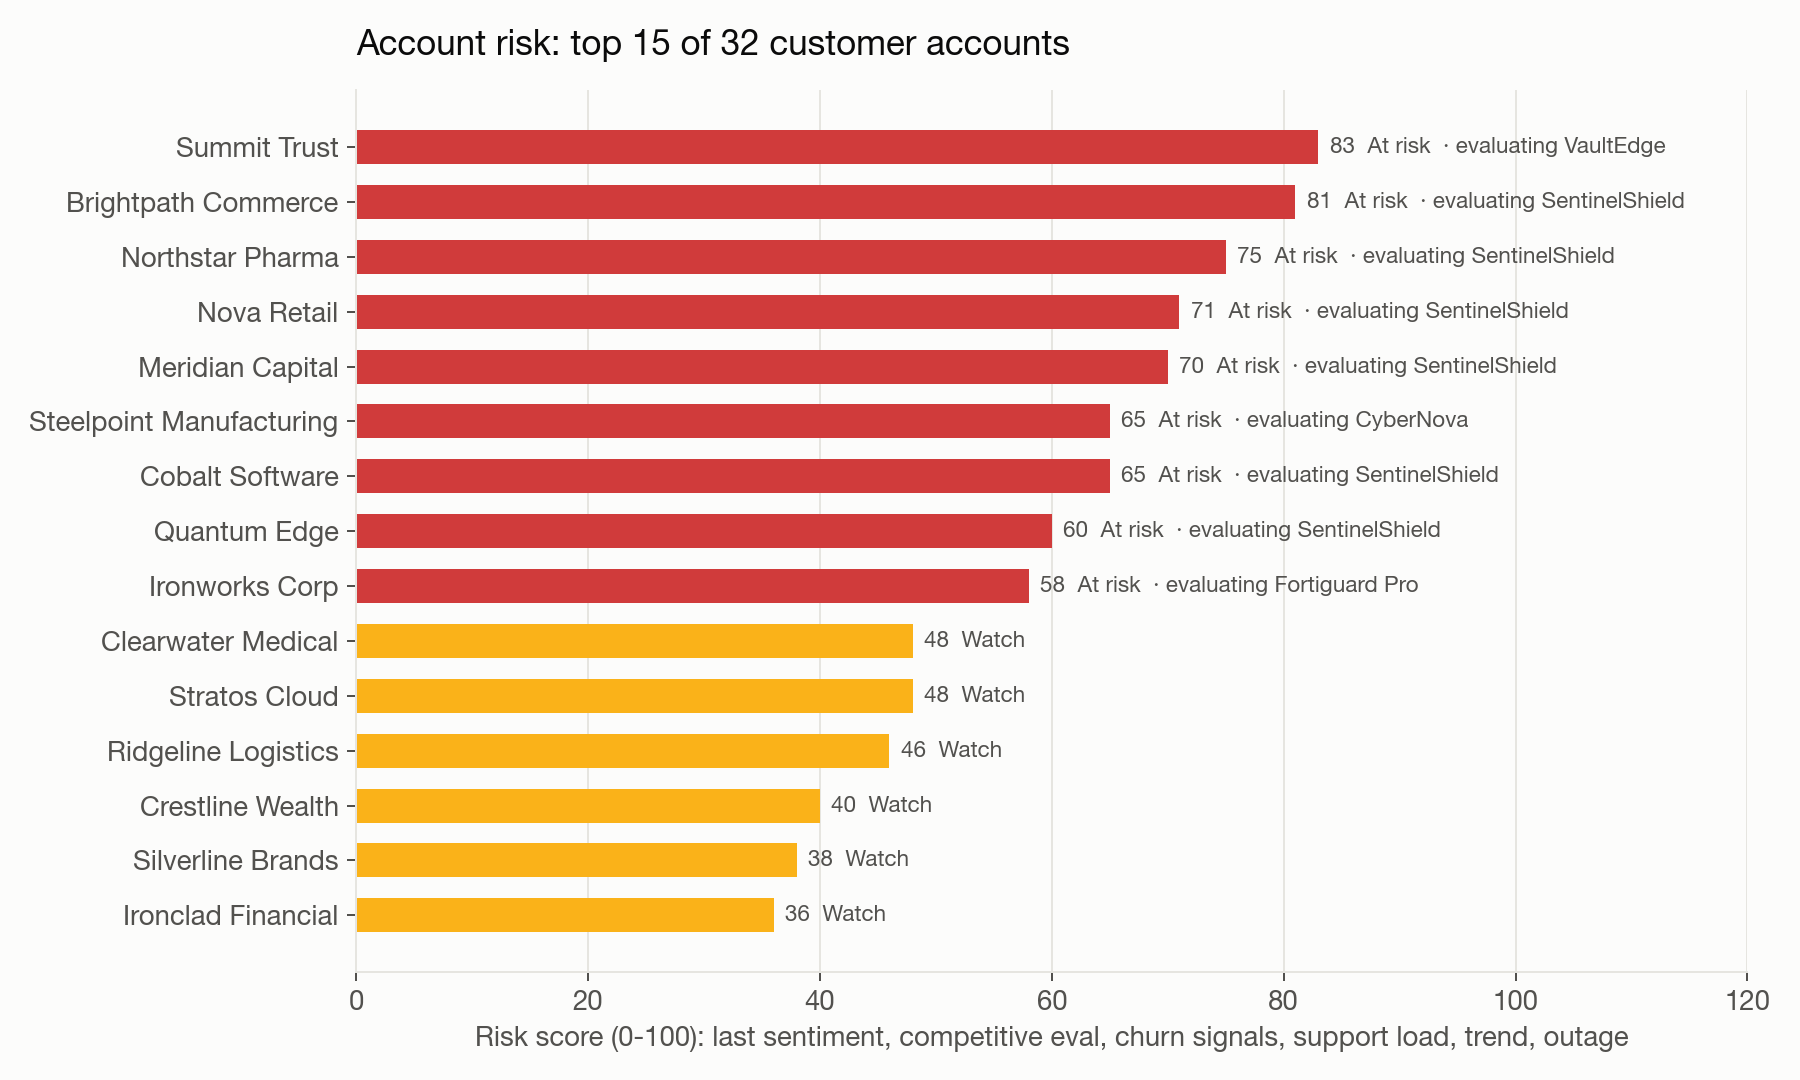 Account risk: top 15 of 32 customer accounts
Summit Trust 83 At risk · evaluating VaultEdge
Brightpath Commerce 81 At risk · evaluating SentinelShield
Northstar Pharma 75 At risk · evaluating SentinelShield
Nova Retail 71 At risk · evaluating SentinelShield
Meridian Capital 70 At risk · evaluating SentinelShield
Steelpoint Manufacturing 65 At risk · evaluating CyberNova
Cobalt Software 65 At risk · evaluating SentinelShield
Quantum Edge 60 At risk · evaluating SentinelShield
Ironworks Corp 58 At risk · evaluating Fortiguard Pro
Clearwater Medical 48 Watch
Stratos Cloud 48 Watch
Ridgeline Logistics 46 Watch
Crestline Wealth 40 Watch
Silverline Brands 38 Watch
Ironclad Financial 36 Watch
0 20 40 60 80 100 120
Risk score (0-100): last sentiment, competitive eval, churn signals, support load, trend, outage